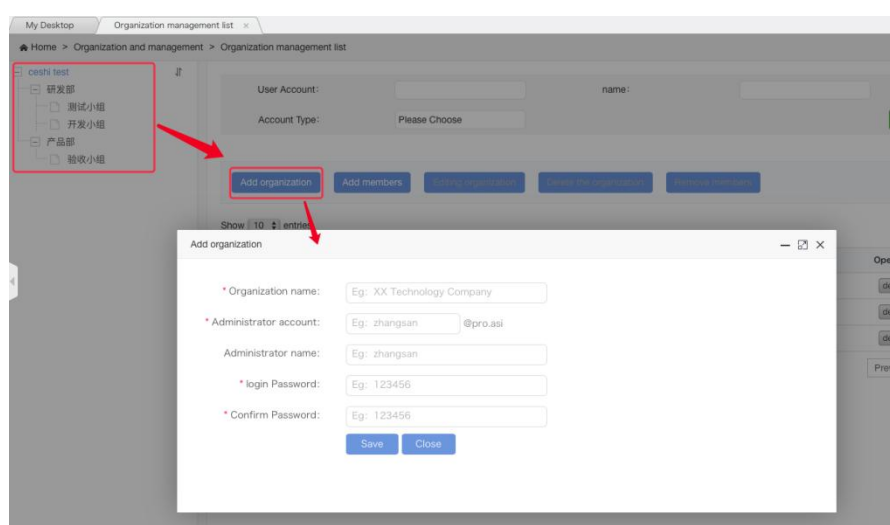 My Desktop Organization management list ×
Home > Organization and management > Organization management list
ceshi test
研发部
测试小组
开发小组
产品部
验收小组
User Account: name:
Account Type: Please Choose
Add organization Add members Editing organization Delete the organization Remove members
Show 10 entries
Add organization
* Organization name: Eg: XX Technology Company
* Administrator account: Eg: zhangsan @pro.asi
Administrator name: Eg: zhangsan
* login Password: Eg: 123456
* Confirm Password: Eg: 123456
Save Close
Ope
de
de
de
Pre